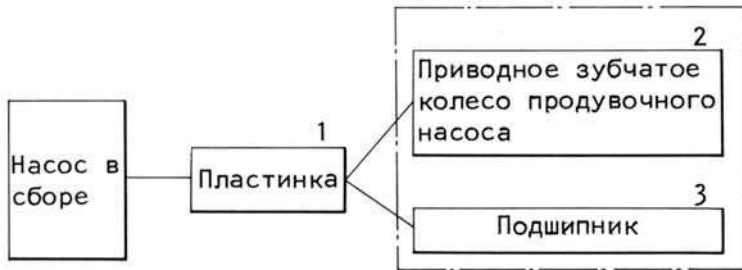 Насос в
сборе
1
Пластинка
2
Приводное зубчатое
колесо продувочного
насоса
3
Подшипник